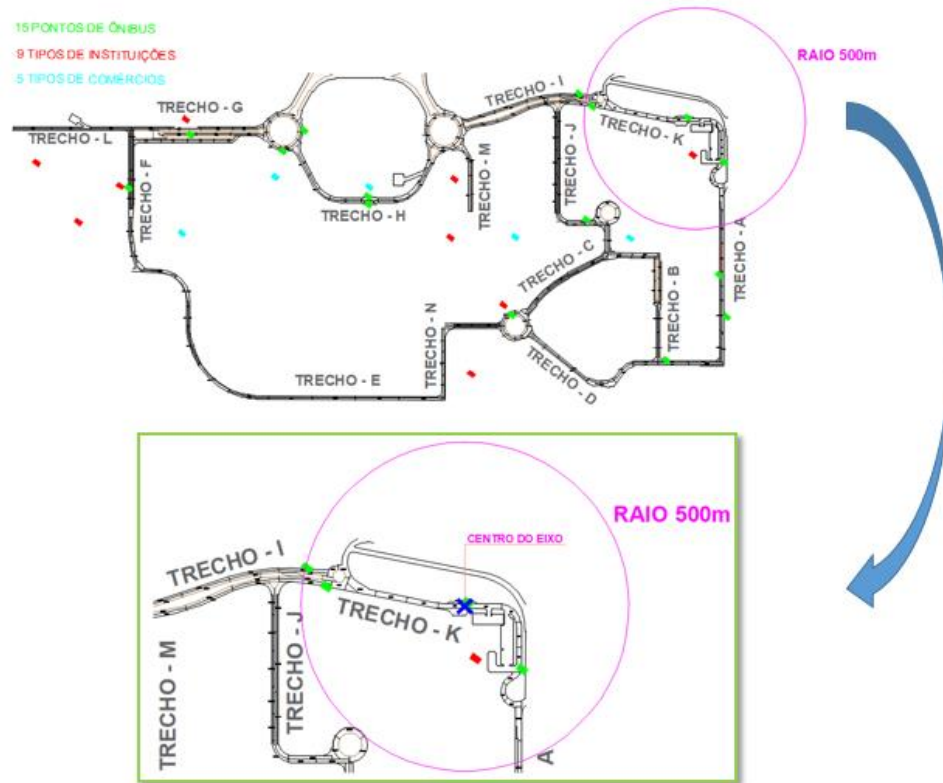 15 PONTOS DE ÔNIBUS
9 TIPOS DE INSTITUIÇÕES
5 TIPOS DE COMÉRCIOS
RAIO 500m
TRECHO - I
TRECHO - G
TRECHO - L
TRECHO - K
TRECHO - J
TRECHO - M
TRECHO - F
TRECHO - H
TRECHO - A
TRECHO - C
TRECHO - B
TRECHO - N
TRECHO - E
TRECHO - D
RAIO 500m
CENTRO DO EIXO
TRECHO - I
TRECHO - K
TRECHO - J
TRECHO - M
A